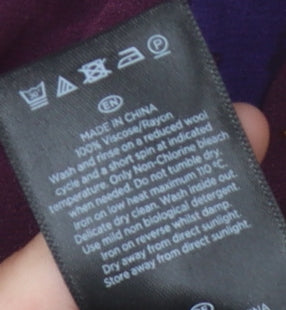 EN
MADE IN CHINA
100% Viscose/Rayon
Wash and rinse on a reduced wool
cycle and a short spin at indicated
temperature. Only Non-Chlorine bleach
when needed. Do not tumble dry.
Iron on low heat maximum 110 °C.
Delicate dry clean. Wash inside out.
Use mild non biological detergent.
Iron on reverse whilst damp.
Dry away from direct sunlight.
Store away from direct sunlight.